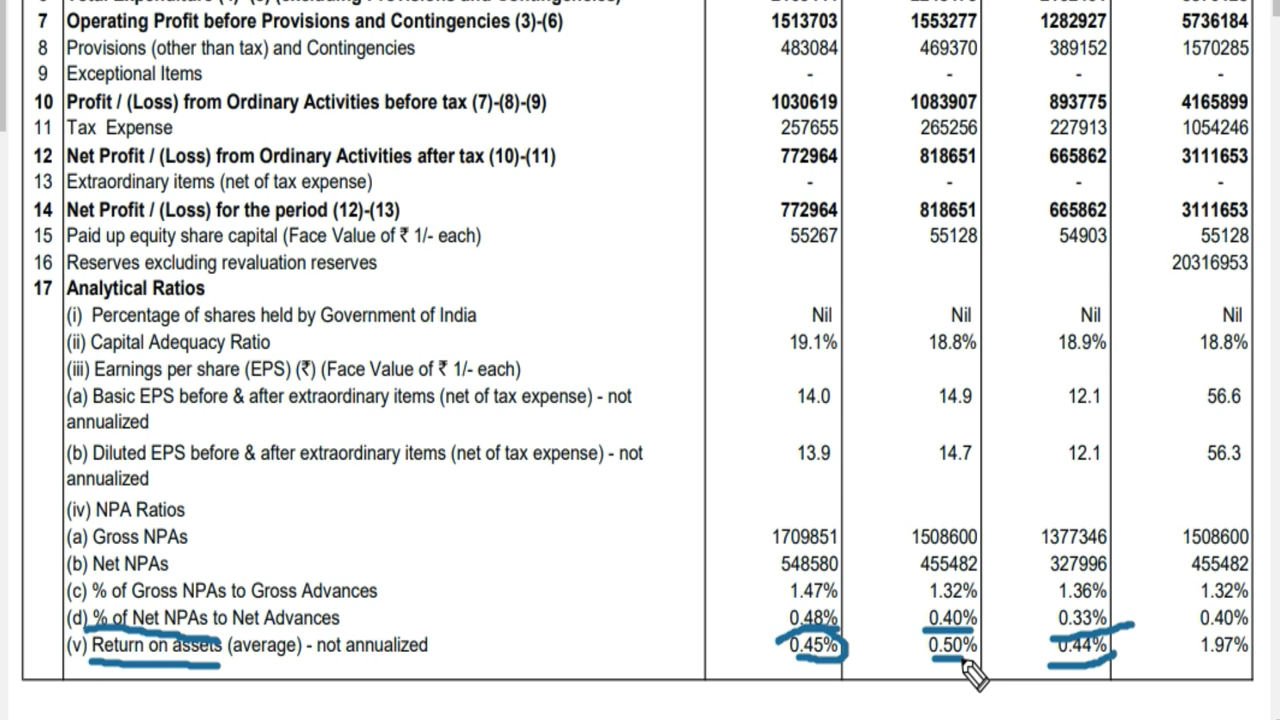 7 Operating Profit before Provisions and Contingencies (3)-(6) 1513703 1553277 1282927 5736184
8 Provisions (other than tax) and Contingencies 483084 469370 389152 1570285
9 Exceptional Items - - - -
10 Profit / (Loss) from Ordinary Activities before tax (7)-(8)-(9) 1030619 1083907 893775 4165899
11 Tax Expense 257655 265256 227913 1054246
12 Net Profit / (Loss) from Ordinary Activities after tax (10)-(11) 772964 818651 665862 3111653
13 Extraordinary items (net of tax expense) - - - -
14 Net Profit / (Loss) for the period (12)-(13) 772964 818651 665862 3111653
15 Paid up equity share capital (Face Value of ₹ 1/- each) 55267 55128 54903 55128
16 Reserves excluding revaluation reserves 20316953
17 Analytical Ratios
(i) Percentage of shares held by Government of India Nil Nil Nil Nil
(ii) Capital Adequacy Ratio 19.1% 18.8% 18.9% 18.8%
(iii) Earnings per share (EPS) (₹) (Face Value of ₹ 1/- each)
(a) Basic EPS before & after extraordinary items (net of tax expense) - not 14.0 14.9 12.1 56.6
annualized
(b) Diluted EPS before & after extraordinary items (net of tax expense) - not 13.9 14.7 12.1 56.3
annualized
(iv) NPA Ratios
(a) Gross NPAs 1709851 1508600 1377346 1508600
(b) Net NPAs 548580 455482 327996 455482
(c) % of Gross NPAs to Gross Advances 1.47% 1.32% 1.36% 1.32%
(d) % of Net NPAs to Net Advances 0.48% 0.40% 0.33% 0.40%
(v) Return on assets (average) - not annualized 0.45% 0.50% 0.44% 1.97%